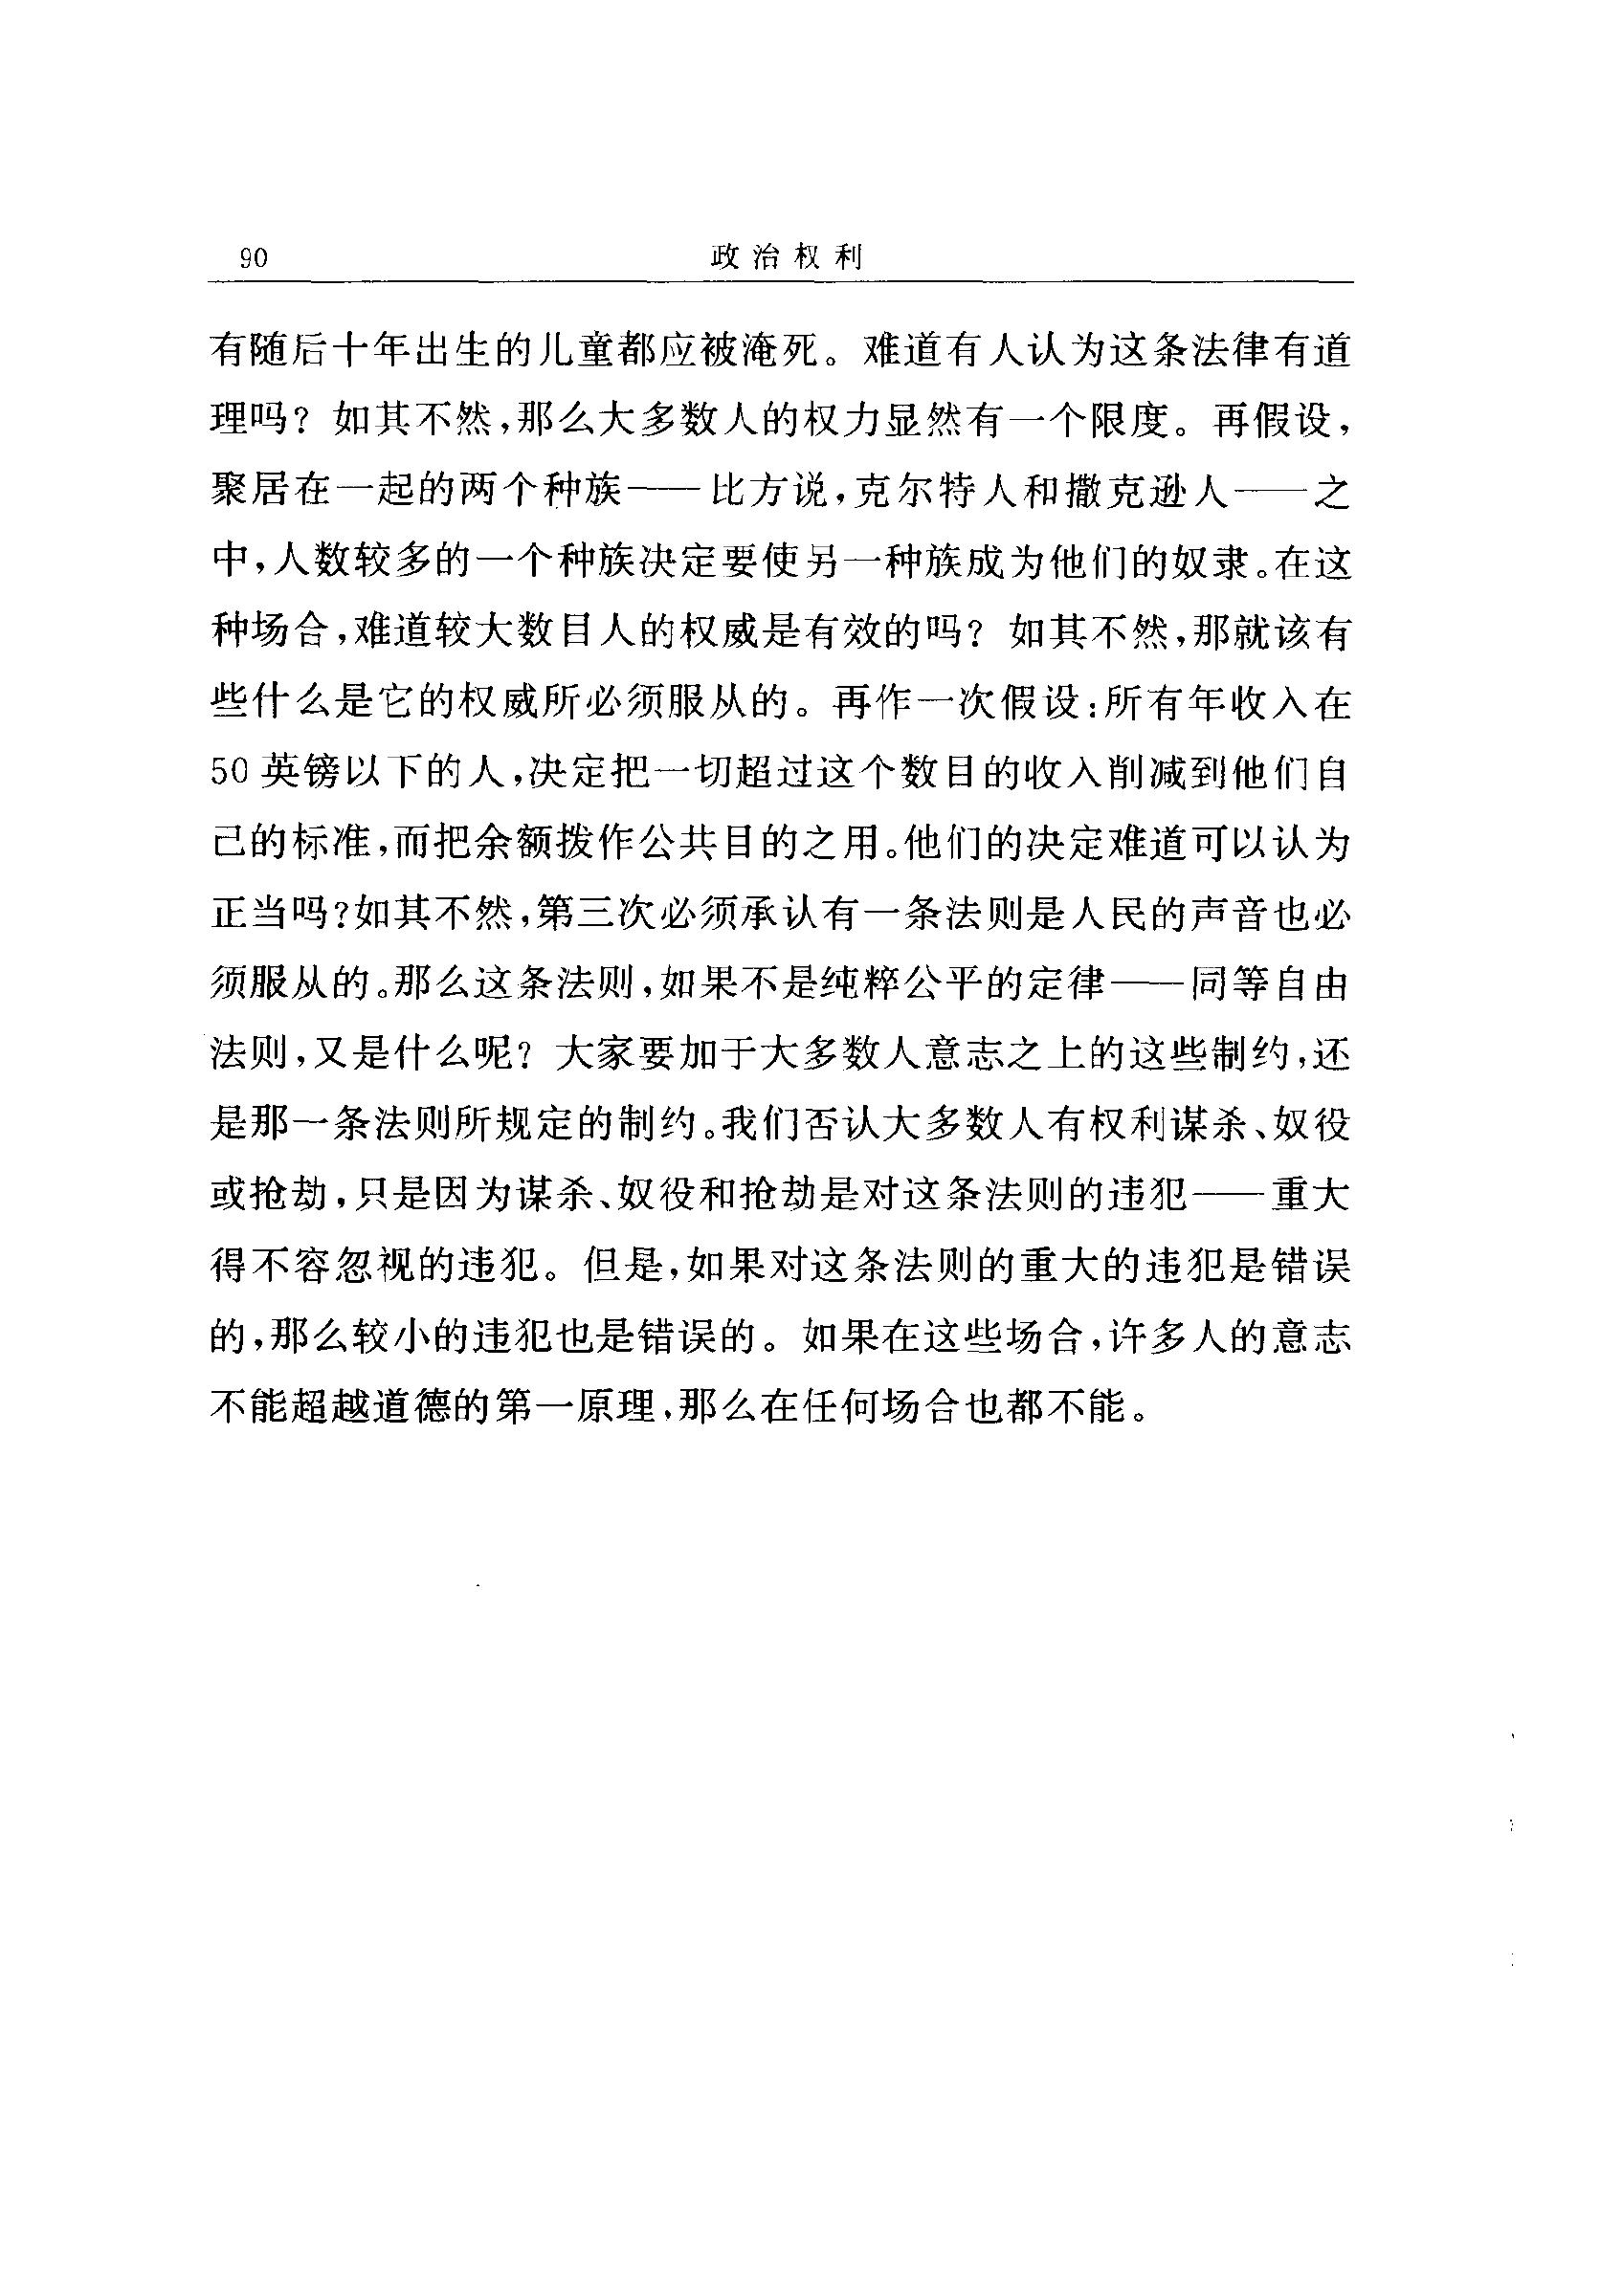 90
政治权利
有随后十年出生的儿童都应被淹死。难道有人认为这条法律有道
理吗？如其不然，那么大多数人的权力显然有一个限度。再假设，
聚居在一起的两个种族——比方说，克尔特人和撒克逊人——之
中，人数较多的一个种族决定要使另一种族成为他们的奴隶。在这
种场合，难道较大数目人的权威是有效的吗？如其不然，那就该有
些什么是它的权威所必须服从的。再作一次假设：所有年收入在
50英镑以下的人，决定把一切超过这个数目的收入削减到他们自
己的标准，而把余额拨作公共目的之用。他们的决定难道可以认为
正当吗？如其不然，第三次必须承认有一条法则是人民的声音也必
须服从的。那么这条法则，如果不是纯粹公平的定律——同等自由
法则，又是什么呢？大家要加于大多数人意志之上的这些制约，还
是那一条法则所规定的制约。我们否认大多数人有权利谋杀、奴役
或抢劫，只是因为谋杀、奴役和抢劫是对这条法则的违犯——重大
得不容忽视的违犯。但是，如果对这条法则的重大的违犯是错误
的，那么较小的违犯也是错误的。如果在这些场合，许多人的意志
不能超越道德的第一原理，那么在任何场合也都不能。